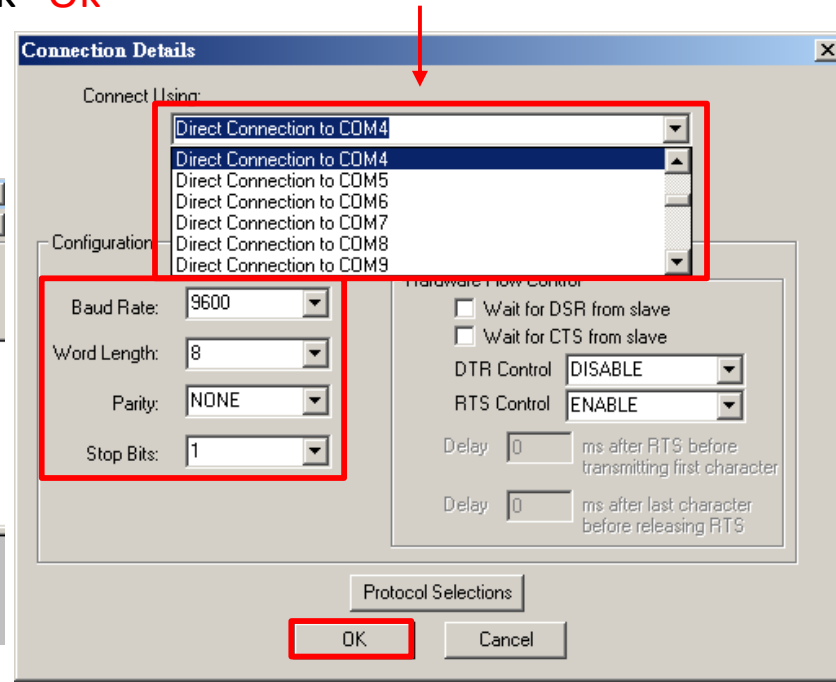 "Ok"
Connection Details
Connect Using:
Direct Connection to COM4
Direct Connection to COM4
Direct Connection to COM5
Direct Connection to COM6
Direct Connection to COM7
Direct Connection to COM8
Direct Connection to COM9
Configuration
Baud Rate: 9600
Word Length: 8
Parity: NONE
Stop Bits: 1
Hardware Flow Control
Wait for DSR from slave
Wait for CTS from slave
DTR Control DISABLE
RTS Control ENABLE
Delay 0 ms after RTS before
transmitting first character
Delay 0 ms after last character
before releasing RTS
Protocol Selections
OK Cancel